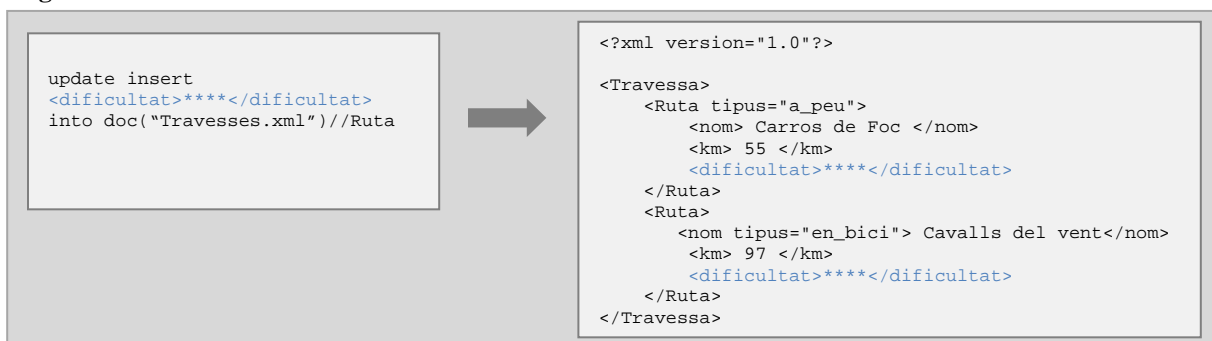 update insert
<dificultat>****</dificultat>
into doc(“Travesses.xml”)//Ruta
<?xml version="1.0"?>
<Travessa>
<Ruta tipus="a_peu">
<nom> Carros de Foc </nom>
<km> 55 </km>
<dificultat>****</dificultat>
</Ruta>
<Ruta>
<nom tipus="en_bici"> Cavalls del vent</nom>
<km> 97 </km>
<dificultat>****</dificultat>
</Ruta>
</Travessa>